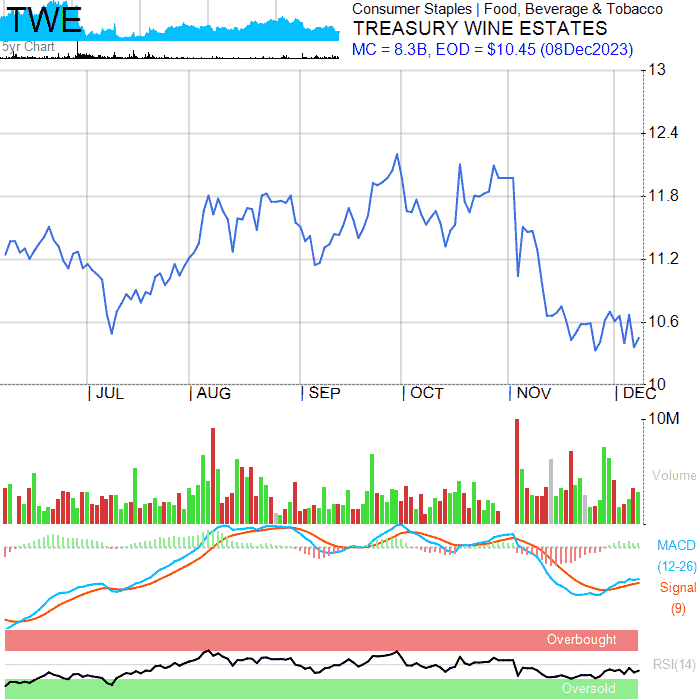 TWE
5yr Chart
Consumer Staples | Food, Beverage & Tobacco
TREASURY WINE ESTATES
MC = 8.3B, EOD = $10.45 (08Dec2023)
13
12.4
11.8
11.2
10.6
10
JUL AUG SEP OCT NOV DEC
10M
Volume
MACD
(12-26)
Signal
(9)
Overbought
RSI(14)
Oversold